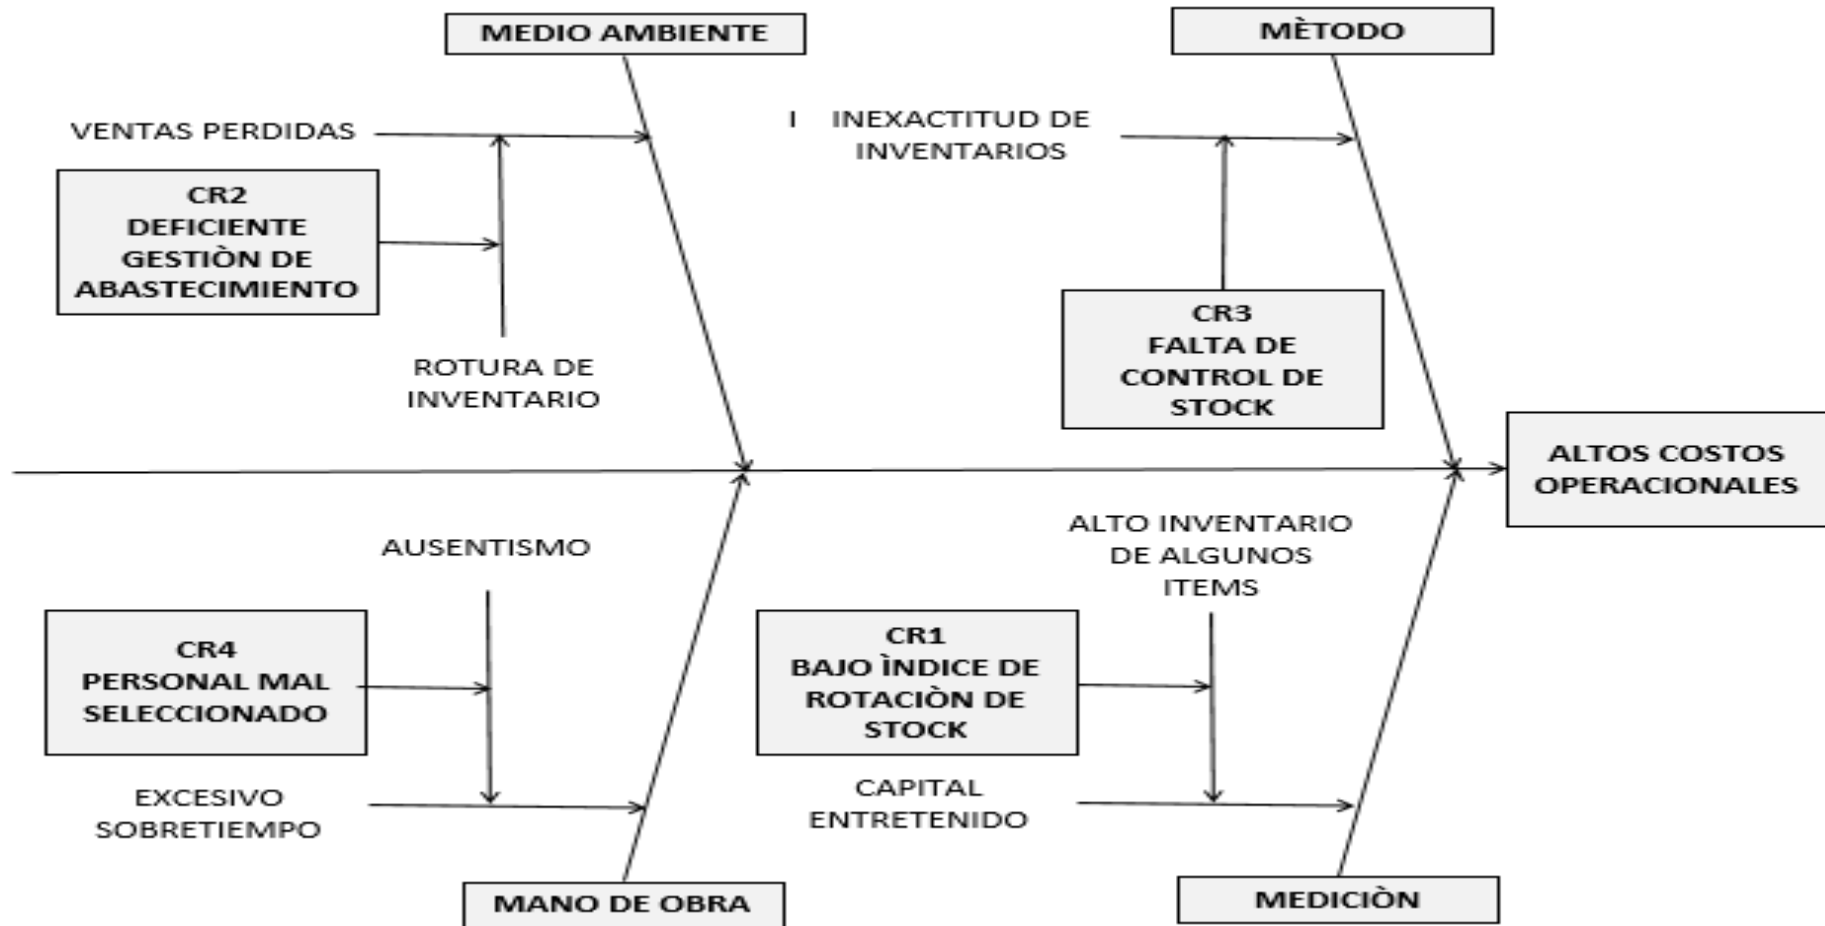 MEDIO AMBIENTE
MÈTODO
VENTAS PERDIDAS
I INEXACTITUD DE
INVENTARIOS
CR2
DEFICIENTE
GESTIÒN DE
ABASTECIMIENTO
ROTURA DE
INVENTARIO
CR3
FALTA DE
CONTROL DE
STOCK
ALTOS COSTOS
OPERACIONALES
AUSENTISMO
ALTO INVENTARIO
DE ALGUNOS
ITEMS
CR4
PERSONAL MAL
SELECCIONADO
CR1
BAJO ÌNDICE DE
ROTACIÒN DE
STOCK
EXCESIVO
SOBRETIEMPO
CAPITAL
ENTRETENIDO
MANO DE OBRA
MEDICIÒN